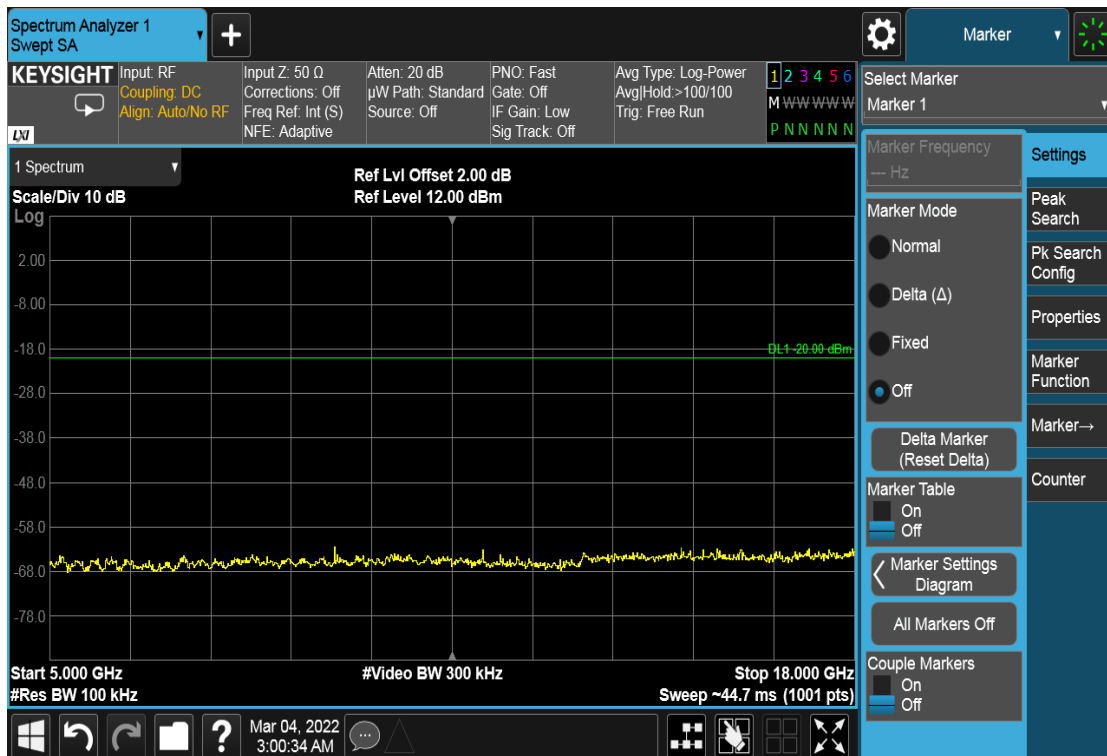 Spectrum Analyzer 1
Swept SA
+
Marker
KEYSIGHT
LXI
Input: RF
Coupling: DC
Align: Auto/No RF
Input Z: 50 Ω
Corrections: Off
Freq Ref: Int (S)
NFE: Adaptive
Atten: 20 dB
µW Path: Standard
Source: Off
PNO: Fast
Gate: Off
IF Gain: Low
Sig Track: Off
Avg Type: Log-Power
Avg|Hold:>100/100
Trig: Free Run
1 2 3 4 5 6
M W W W W W
P N N N N N
Select Marker
Marker 1
1 Spectrum
Scale/Div 10 dB
Ref Lvl Offset 2.00 dB
Ref Level 12.00 dBm
Log
2.00
-8.00
-18.0
-28.0
-38.0
-48.0
-58.0
-68.0
-78.0
DL1 -20.00 dBm
Start 5.000 GHz
#Res BW 100 kHz
#Video BW 300 kHz
Stop 18.000 GHz
Sweep ~44.7 ms (1001 pts)
Marker Frequency
--- Hz
Marker Mode
Normal
Delta (Δ)
Fixed
Off
Delta Marker
(Reset Delta)
Marker Table
On
Off
Marker Settings
Diagram
All Markers Off
Couple Markers
On
Off
Settings
Peak
Search
Pk Search
Config
Properties
Marker
Function
Marker→
Counter
?
Mar 04, 2022
3:00:34 AM